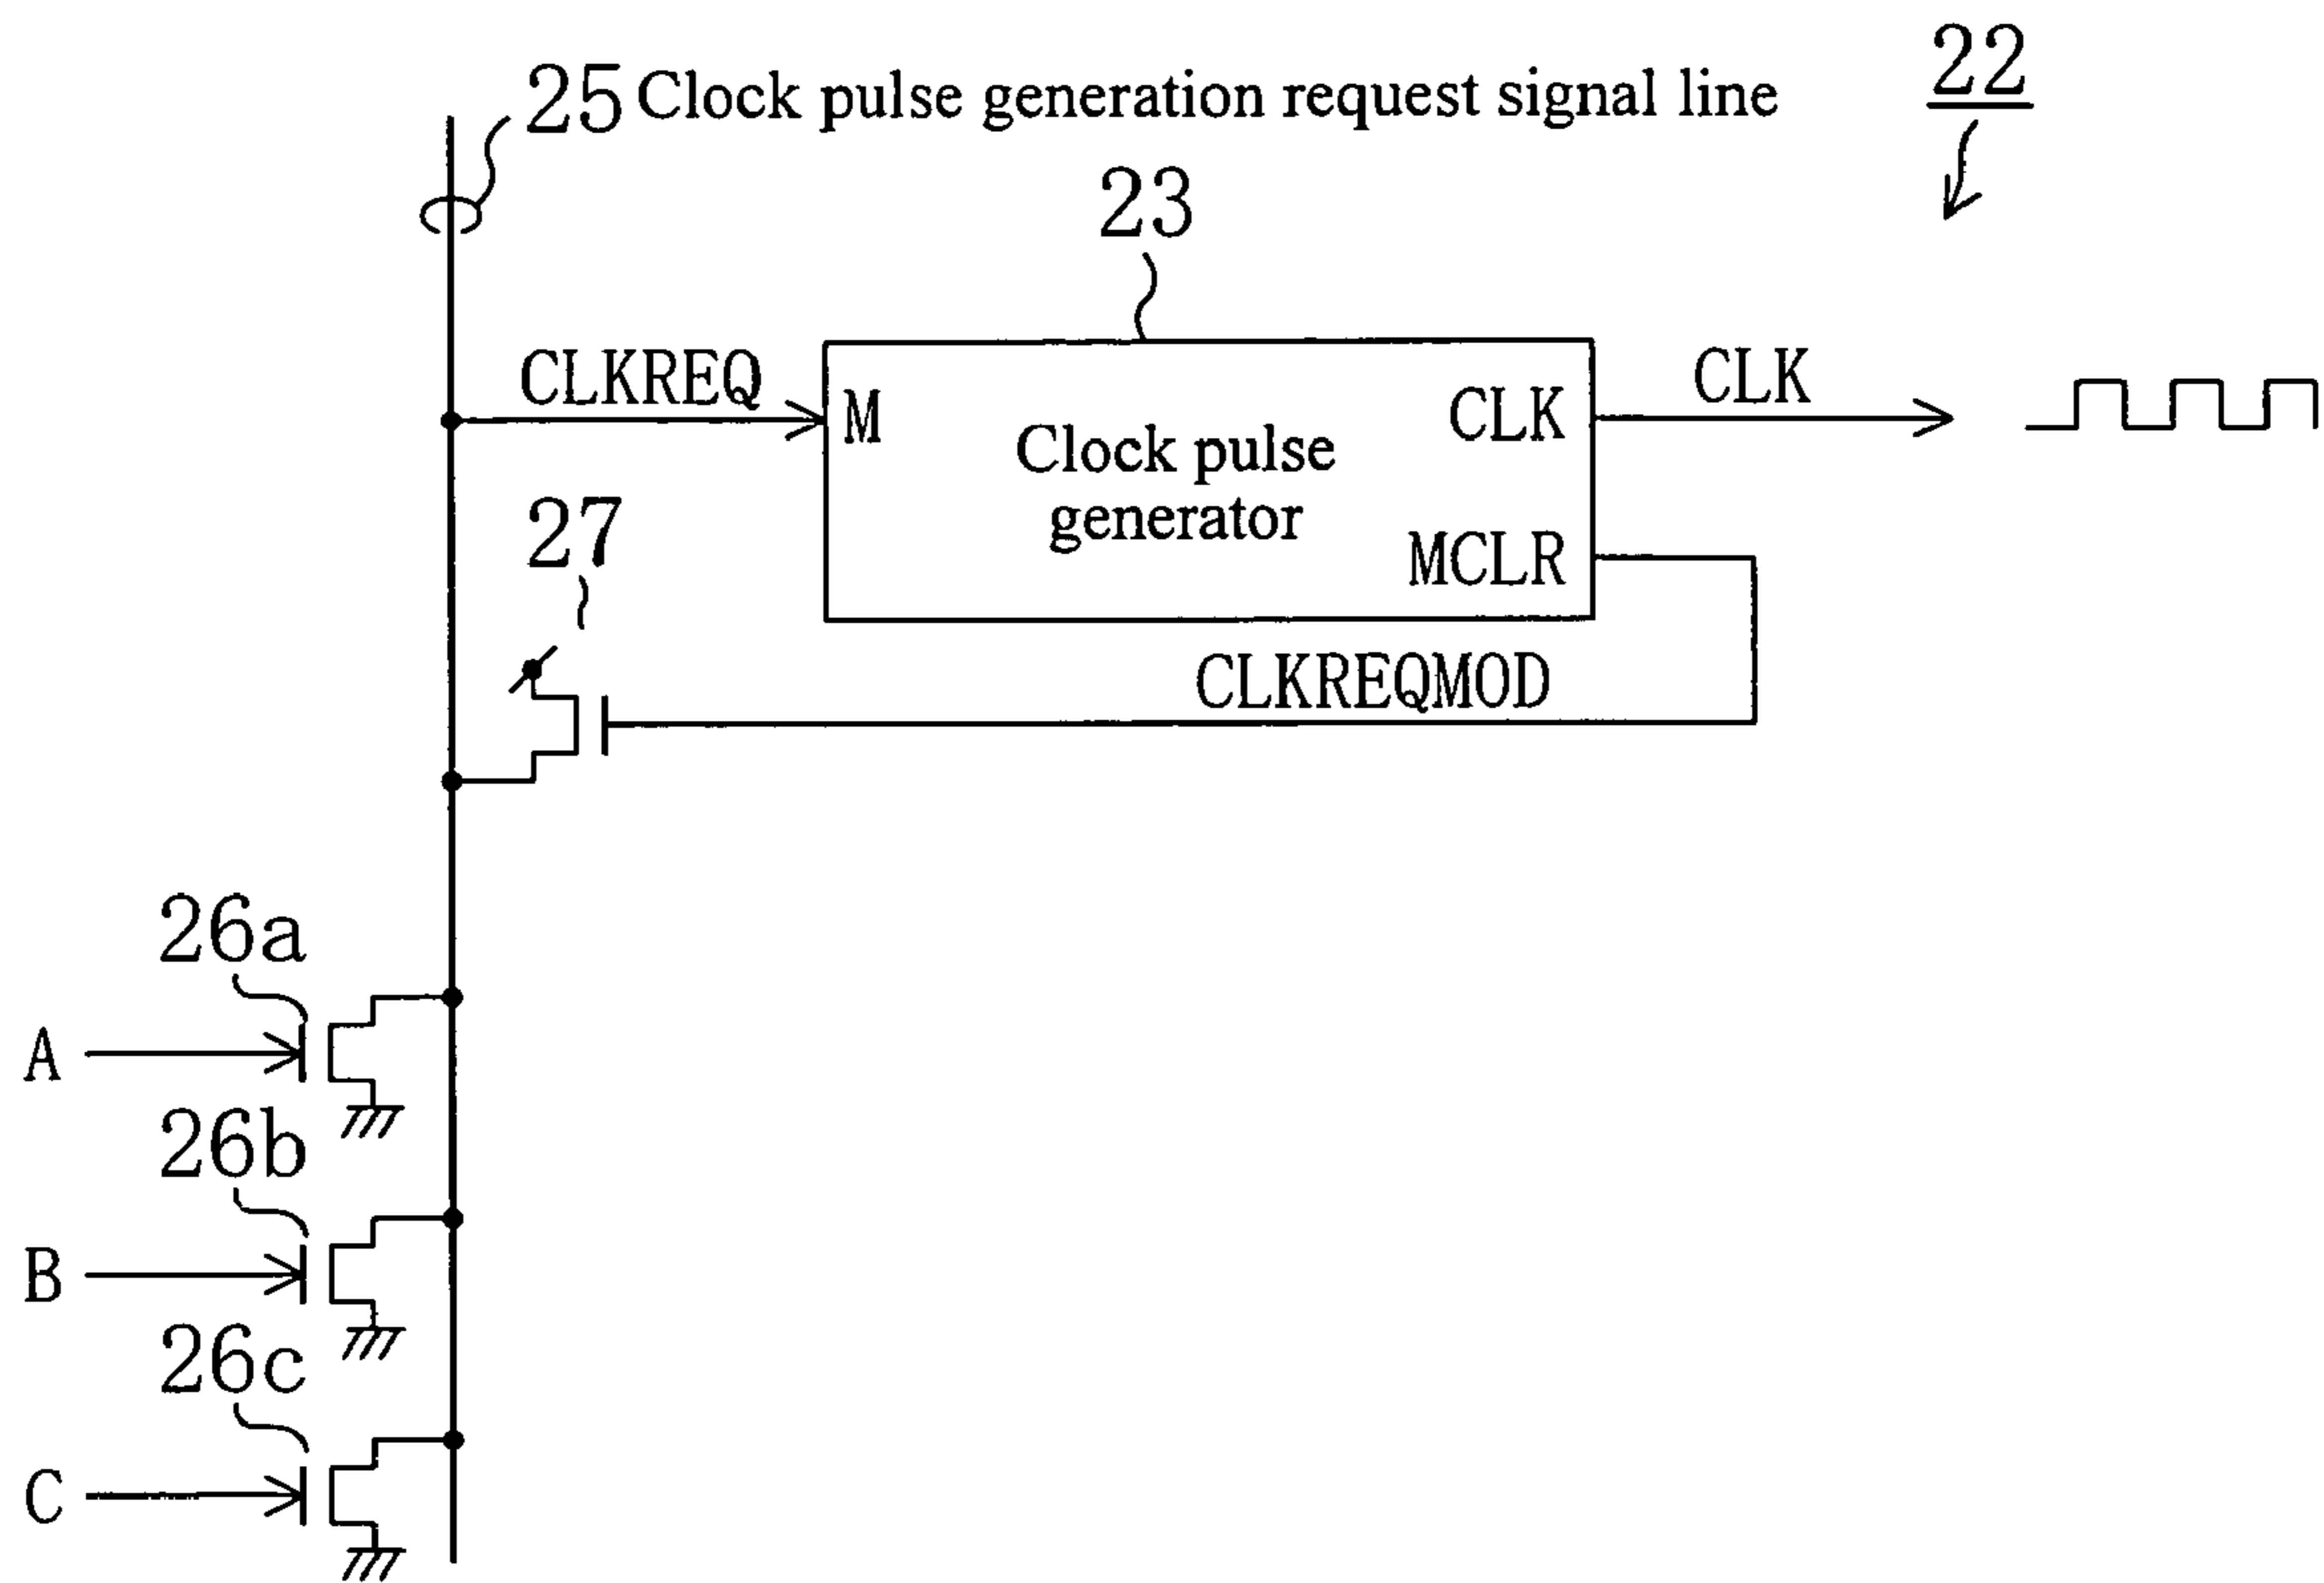 22
25 Clock pulse generation request signal line
23
CLKREQ
CLK
M
CLK
Clock pulse
generator
MCLR
27
CLKREQMOD
26a
A
26b
B
26c
C